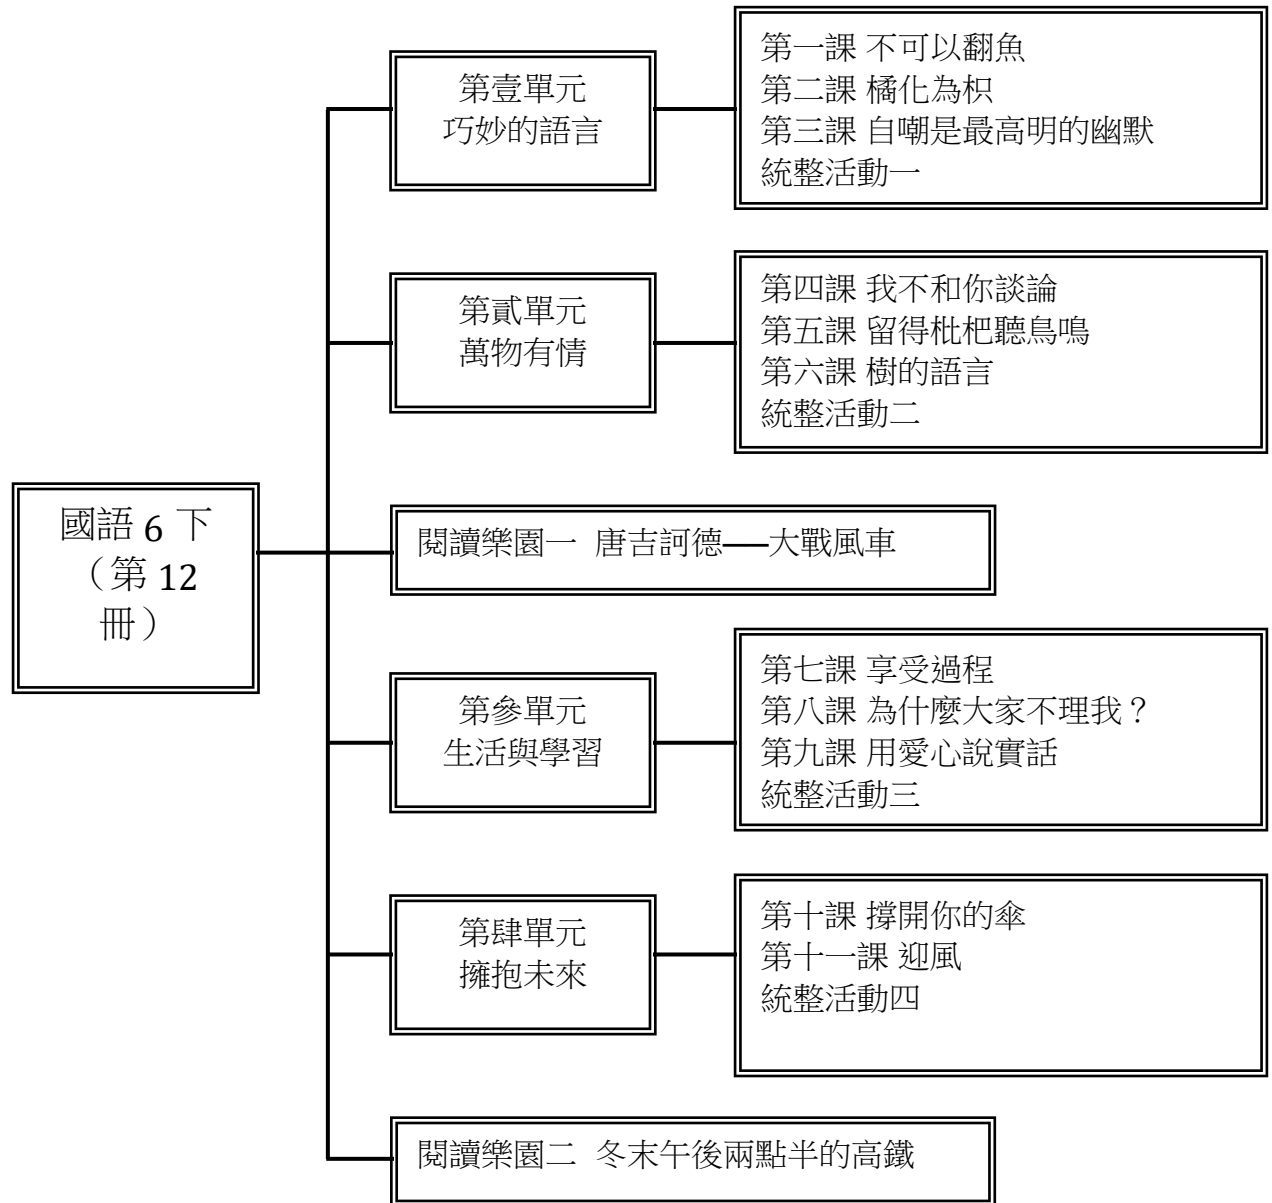 國語 6 下
（第 12
冊）
第壹單元
巧妙的語言
第一課 不可以翻魚
第二課 橘化為枳
第三課 自嘲是最高明的幽默
統整活動一
第貳單元
萬物有情
第四課 我不和你談論
第五課 留得枇杷聽鳥鳴
第六課 樹的語言
統整活動二
閱讀樂園一 唐吉訶德──大戰風車
第參單元
生活與學習
第七課 享受過程
第八課 為什麼大家不理我？
第九課 用愛心說實話
統整活動三
第肆單元
擁抱未來
第十課 撐開你的傘
第十一課 迎風
統整活動四
閱讀樂園二 冬末午後兩點半的高鐵